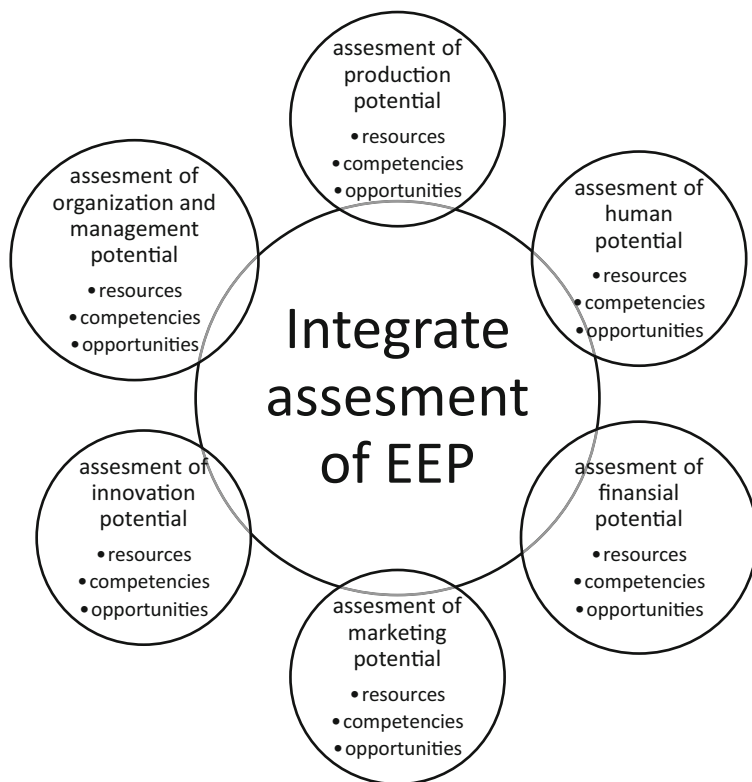 assesment of
production
potential
• resources
• competencies
• opportunities
assesment of
human
potential
• resources
• competencies
• opportunities
assesment of
finansial
potential
• resources
• competencies
• opportunities
assesment of
marketing
potential
• resources
• competencies
• opportunities
assesment of
innovation
potential
• resources
• competencies
• opportunities
assesment of
organization and
management
potential
• resources
• competencies
• opportunities
Integrate
assesment
of EEP